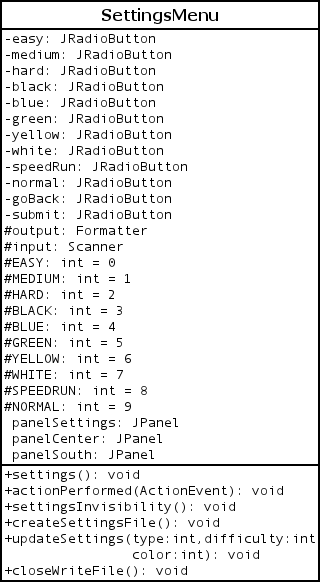 SettingsMenu
-easy: JRadioButton
-medium: JRadioButton
-hard: JRadioButton
-black: JRadioButton
-blue: JRadioButton
-green: JRadioButton
-yellow: JRadioButton
-white: JRadioButton
-speedRun: JRadioButton
-normal: JRadioButton
-goBack: JRadioButton
-submit: JRadioButton
#output: Formatter
#input: Scanner
#EASY: int = 0
#MEDIUM: int = 1
#HARD: int = 2
#BLACK: int = 3
#BLUE: int = 4
#GREEN: int = 5
#YELLOW: int = 6
#WHITE: int = 7
#SPEEDRUN: int = 8
#NORMAL: int = 9
panelSettings: JPanel
panelCenter: JPanel
panelSouth: JPanel
+settings(): void
+actionPerformed(ActionEvent): void
+settingsInvisibility(): void
+createSettingsFile(): void
+updateSettings(type:int,difficulty:int
color:int): void
+closeWriteFile(): void